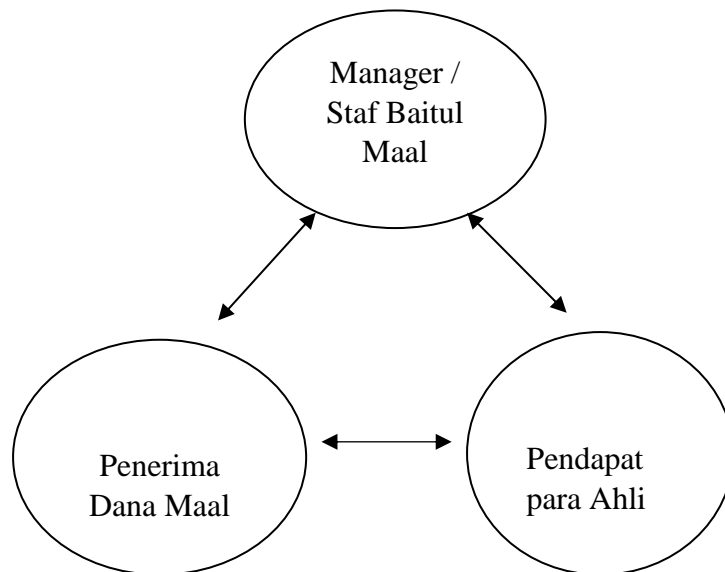 Manager /
Staf Baitul
Maal
Penerima
Dana Maal
Pendapat
para Ahli